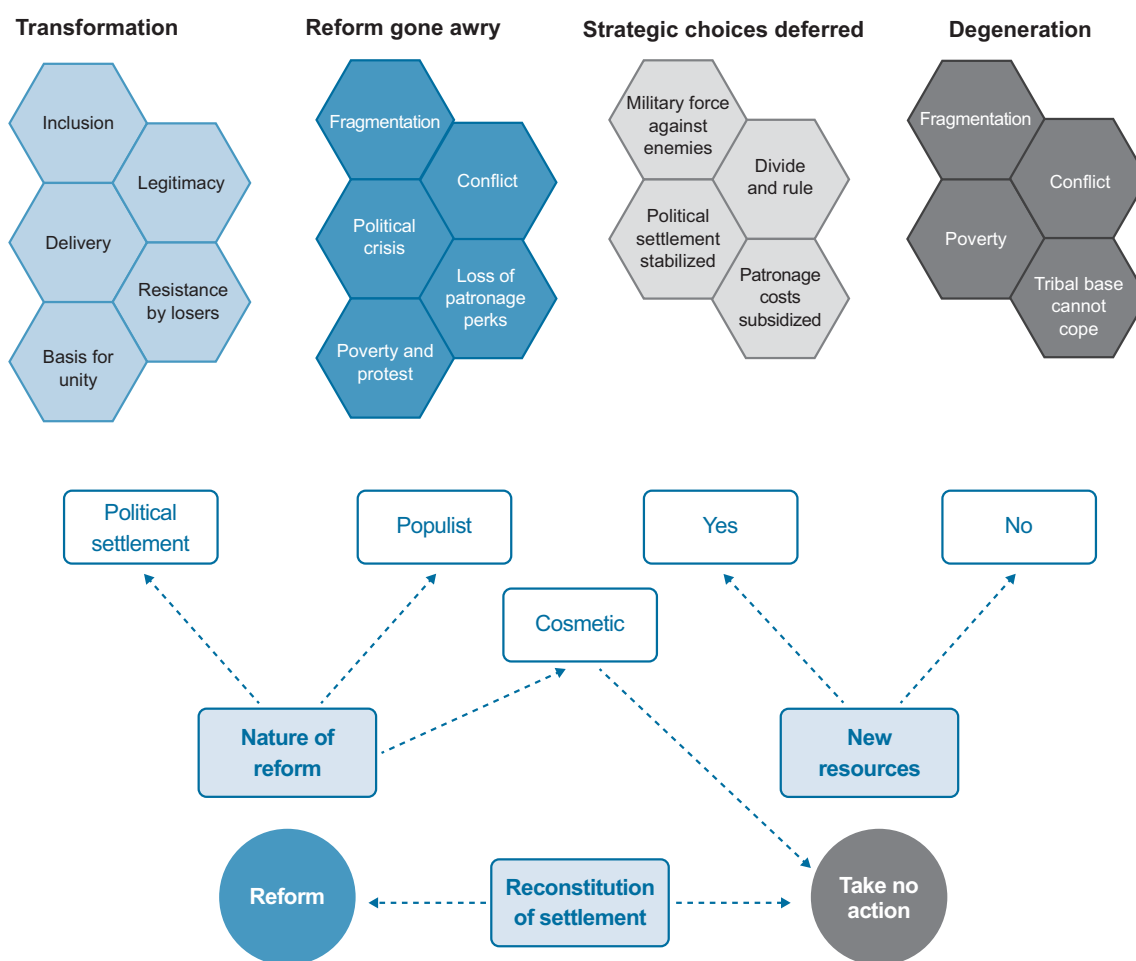 Transformation
Reform gone awry
Strategic choices deferred
Degeneration
Inclusion
Legitimacy
Delivery
Resistance
by losers
Basis for
unity
Fragmentation
Conflict
Political
crisis
Loss of
patronage
perks
Poverty and
protest
Military force
against
enemies
Divide
and rule
Political
settlement
stabilized
Patronage
costs
subsidized
Fragmentation
Conflict
Poverty
Tribal base
cannot
cope
Political
settlement
Populist
Yes
No
Cosmetic
Nature of
reform
New
resources
Reform
Reconstitution
of settlement
Take no
action